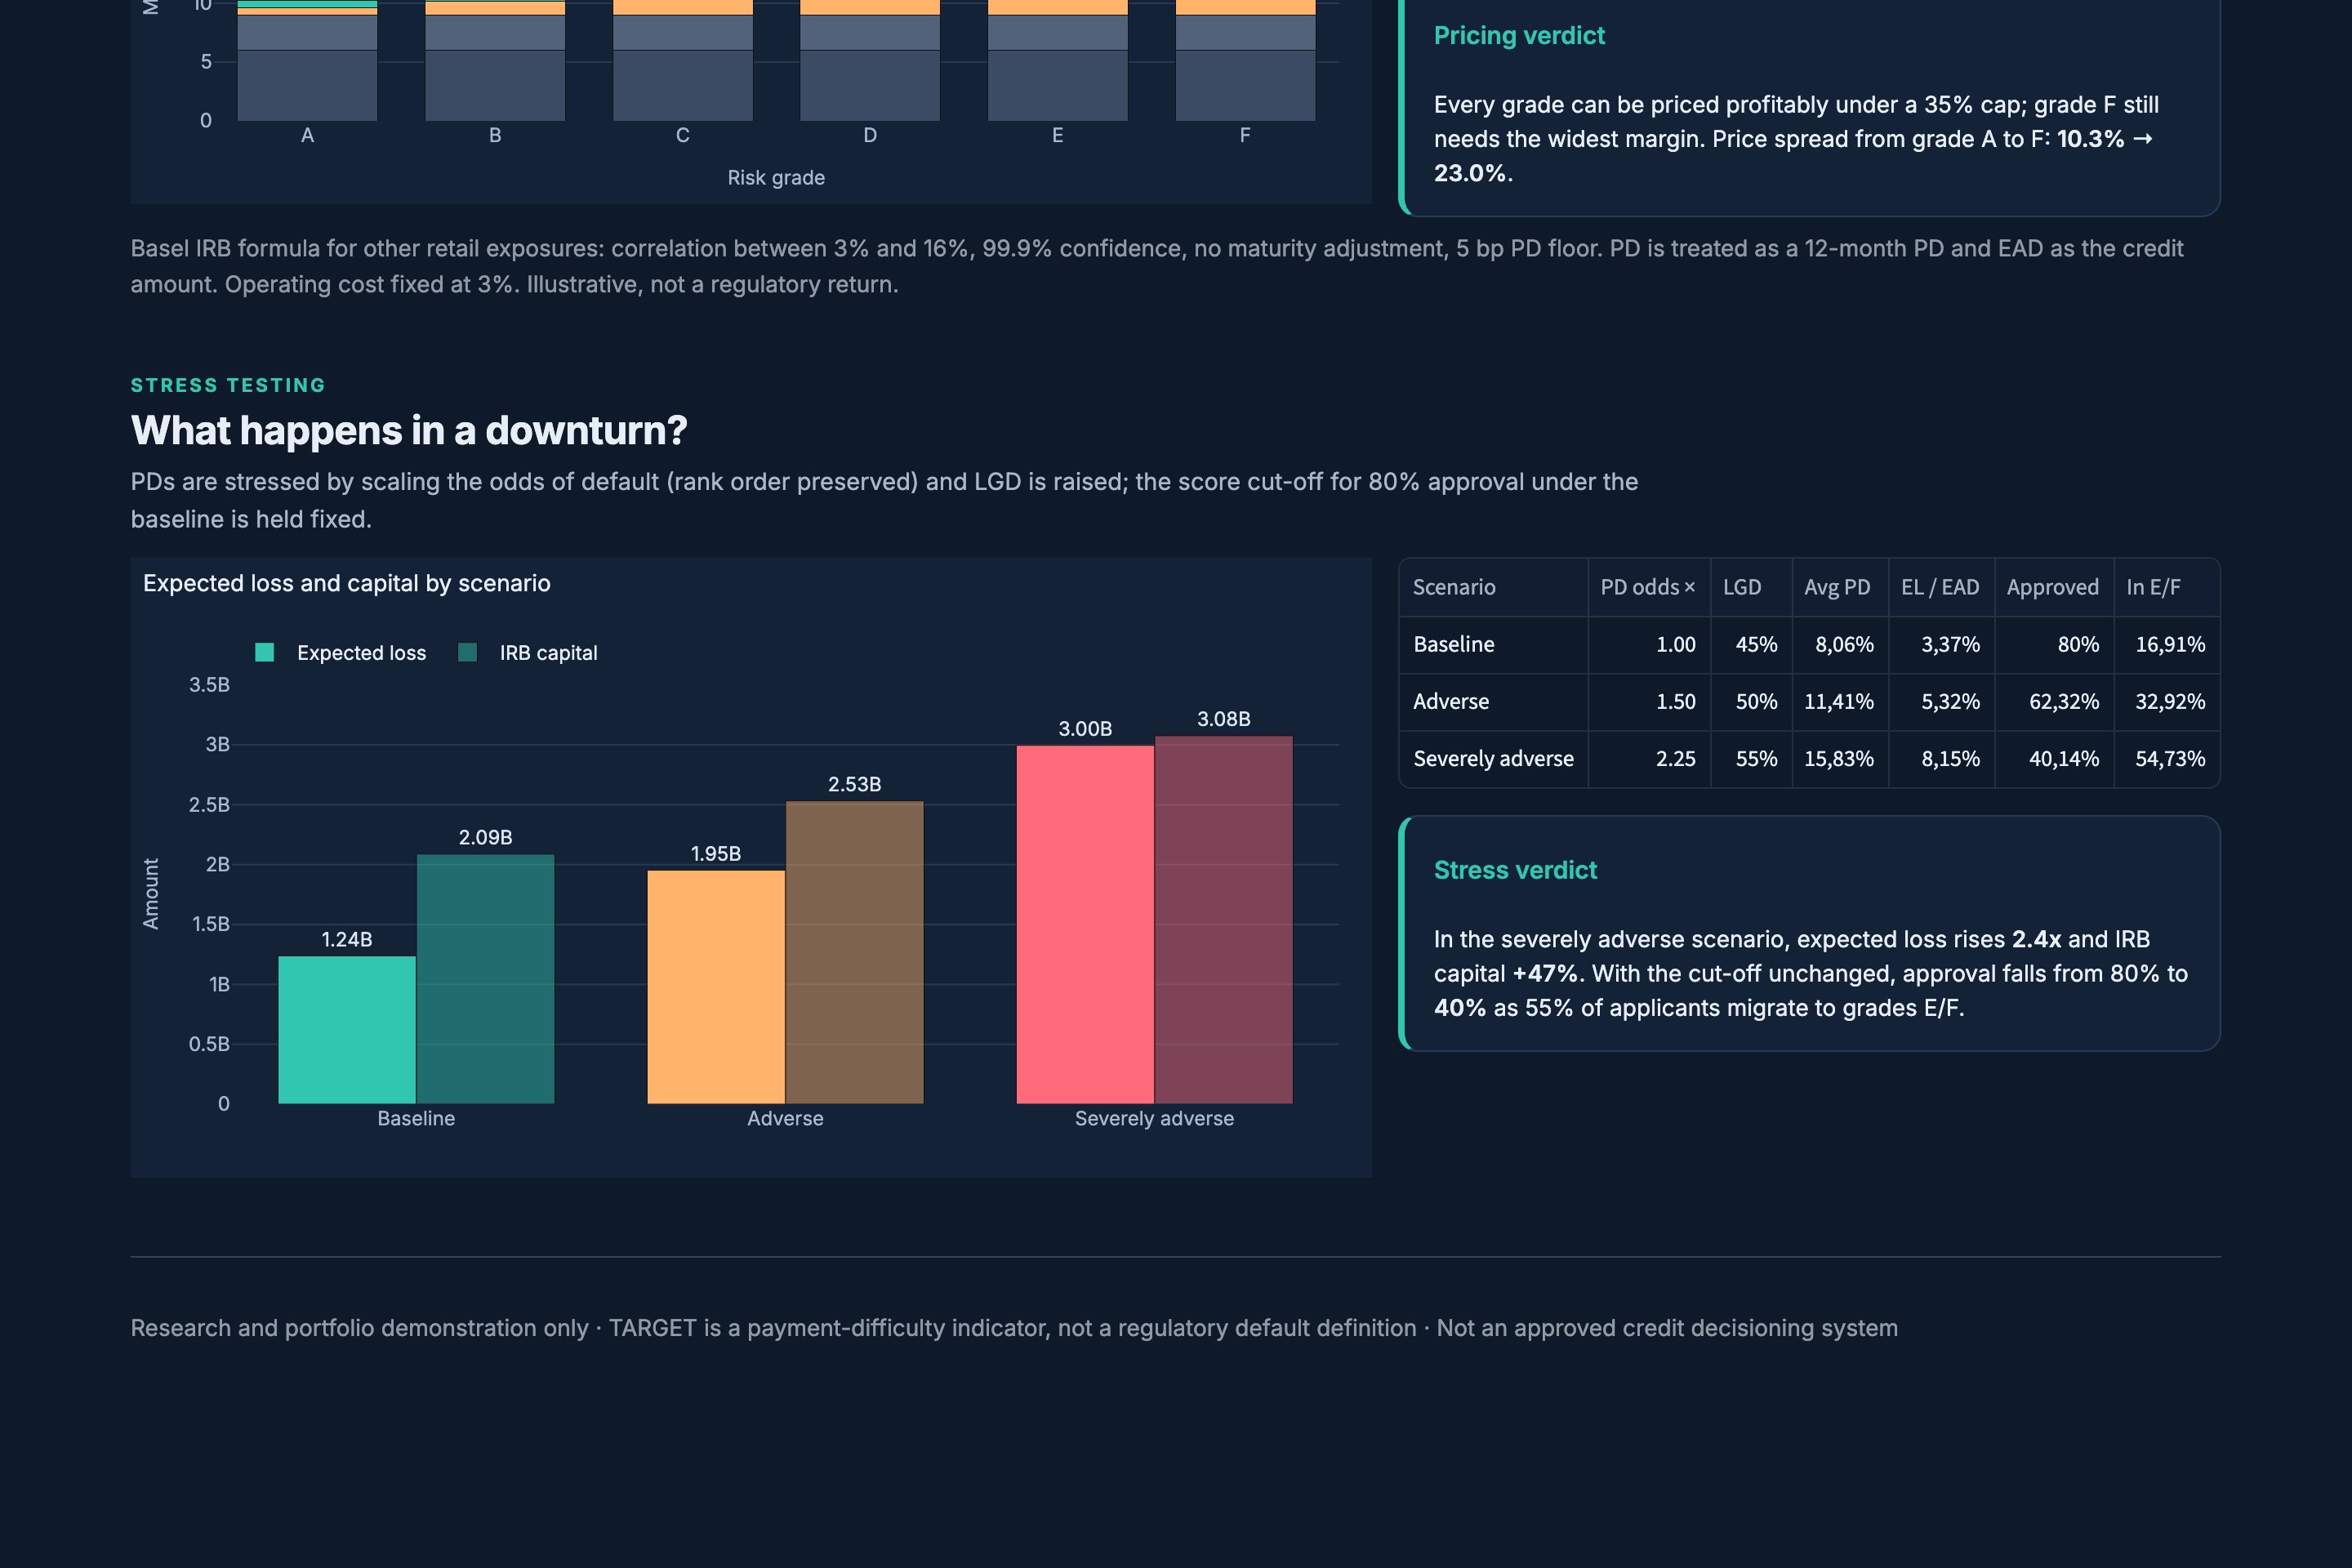 10
5
0
A B C D E F
Risk grade
Pricing verdict
Every grade can be priced profitably under a 35% cap; grade F still
needs the widest margin. Price spread from grade A to F: 10.3% →
23.0%.
Basel IRB formula for other retail exposures: correlation between 3% and 16%, 99.9% confidence, no maturity adjustment, 5 bp PD floor. PD is treated as a 12-month PD and EAD as the credit
amount. Operating cost fixed at 3%. Illustrative, not a regulatory return.
STRESS TESTING
What happens in a downturn?
PDs are stressed by scaling the odds of default (rank order preserved) and LGD is raised; the score cut-off for 80% approval under the
baseline is held fixed.
Expected loss and capital by scenario
Expected loss IRB capital
3.5B
3B
2.5B
2B
1.5B
1B
0.5B
0
Amount
1.24B 2.09B 1.95B 2.53B 3.00B 3.08B
Baseline Adverse Severely adverse
Scenario PD odds × LGD Avg PD EL / EAD Approved In E/F
Baseline 1.00 45% 8,06% 3,37% 80% 16,91%
Adverse 1.50 50% 11,41% 5,32% 62,32% 32,92%
Severely adverse 2.25 55% 15,83% 8,15% 40,14% 54,73%
Stress verdict
In the severely adverse scenario, expected loss rises 2.4x and IRB
capital +47%. With the cut-off unchanged, approval falls from 80% to
40% as 55% of applicants migrate to grades E/F.
Research and portfolio demonstration only · TARGET is a payment-difficulty indicator, not a regulatory default definition · Not an approved credit decisioning system